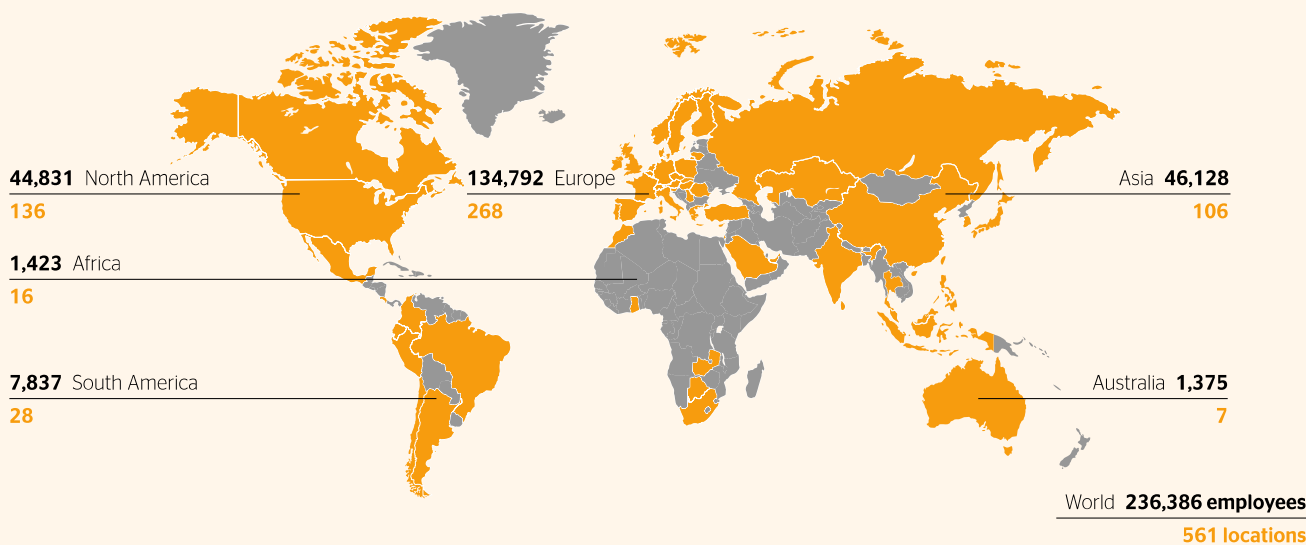 44,831 North America
136
134,792 Europe
268
Asia 46,128
106
1,423 Africa
16
7,837 South America
28
Australia 1,375
7
World 236,386 employees
561 locations